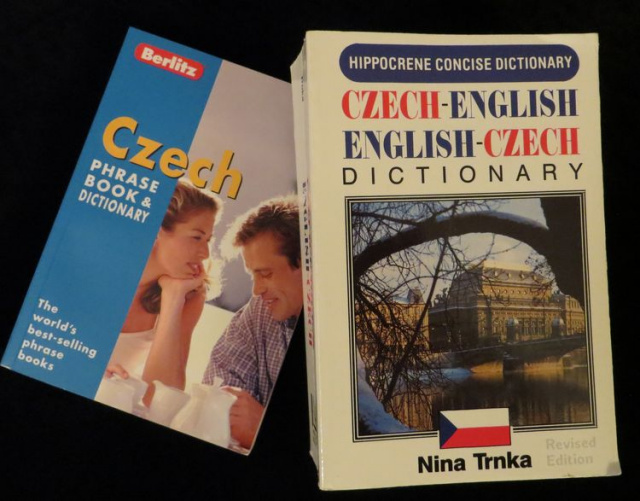 Berlitz
Czech
PHRASE
BOOK &
DICTIONARY
The
world's
best-selling
phrase
books
HIPPOCRENE CONCISE DICTIONARY
CZECH-ENGLISH
ENGLISH-CZECH
DICTIONARY
Revised
Edition
Nina Trnka